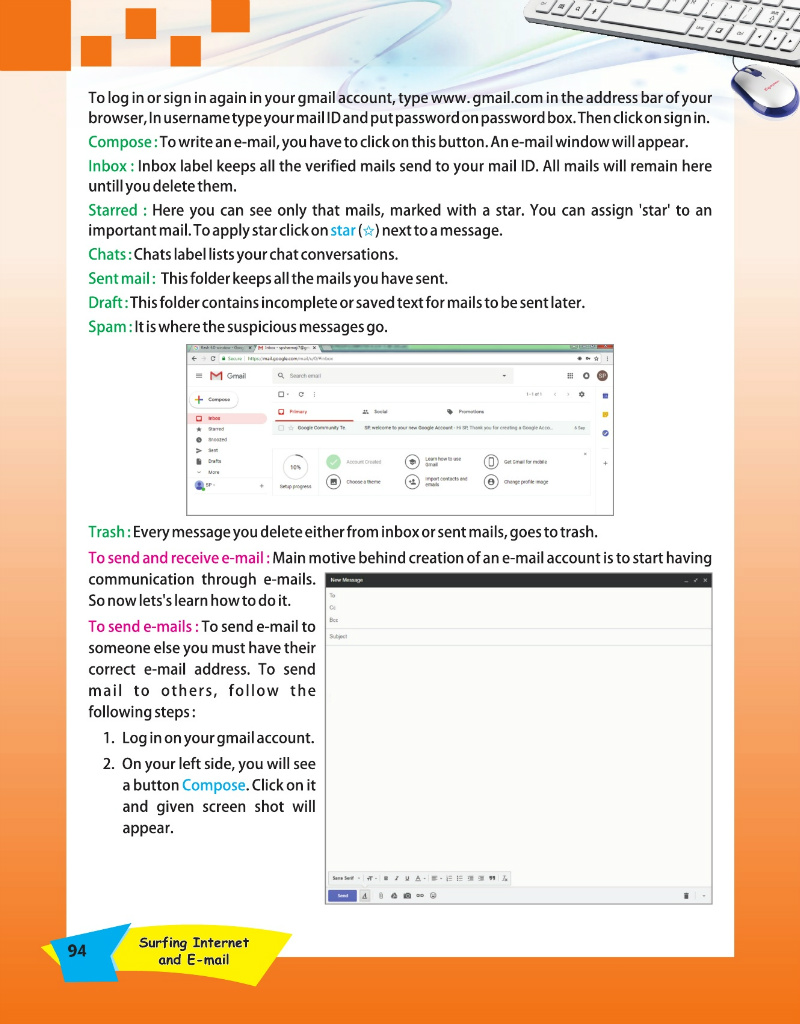 To log in or sign in again in your gmail account, type www. gmail.com in the address bar of your
browser, In username type your mail ID and put password on password box. Then click on sign in.
Compose : To write an e-mail, you have to click on this button. An e-mail window will appear.
Inbox : Inbox label keeps all the verified mails send to your mail ID. All mails will remain here
untill you delete them.
Starred : Here you can see only that mails, marked with a star. You can assign 'star' to an
important mail. To apply star click on star (☆) next to a message.
Chats : Chats label lists your chat conversations.
Sent mail : This folder keeps all the mails you have sent.
Draft : This folder contains incomplete or saved text for mails to be sent later.
Spam : It is where the suspicious messages go.
Secure https://mail.google.com/mail/u/0/#inbox
Gmail
Search email
SP
Compose
1-1 of 1
Inbox
Primary
Social
Promotions
Starred
Google Community Te.
SP, welcome to your new Google Account - Hi SP, Thank you for creating a Google Acco...
6 Sep
Snoozed
Sent
Drafts
More
SP
10%
Setup progress
Account Created
Learn how to use
Gmail
Get Gmail for mobile
Choose a theme
Import contacts and
emails
Change profile image
Trash : Every message you delete either from inbox or sent mails, goes to trash.
To send and receive e-mail : Main motive behind creation of an e-mail account is to start having
communication through e-mails.
So now lets's learn how to do it.
To send e-mails : To send e-mail to
someone else you must have their
correct e-mail address. To send
mail to others, follow the
following steps :
1. Log in on your gmail account.
2. On your left side, you will see
a button Compose. Click on it
and given screen shot will
appear.
New Message
To
Cc
Bcc
Subject
Sans Serif
Send
94
Surfing Internet
and E-mail